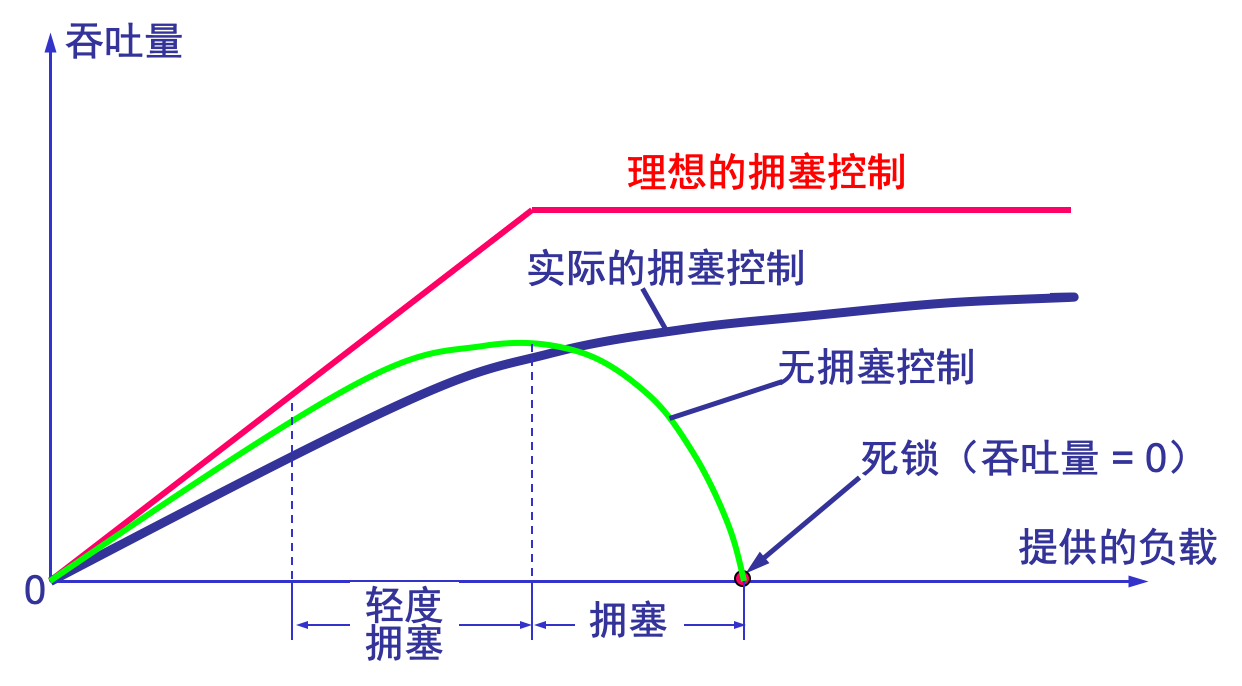 吞吐量
理想的拥塞控制
实际的拥塞控制
无拥塞控制
死锁（吞吐量 = 0）
提供的负载
0
轻度
拥塞
拥塞